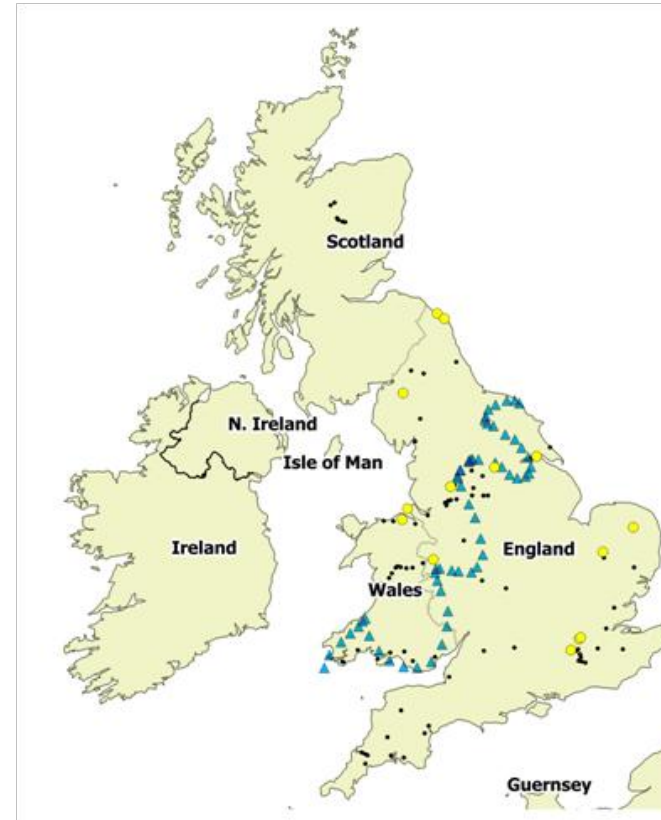 Scotland
N. Ireland
Isle of Man
Ireland
England
Wales
Guernsey